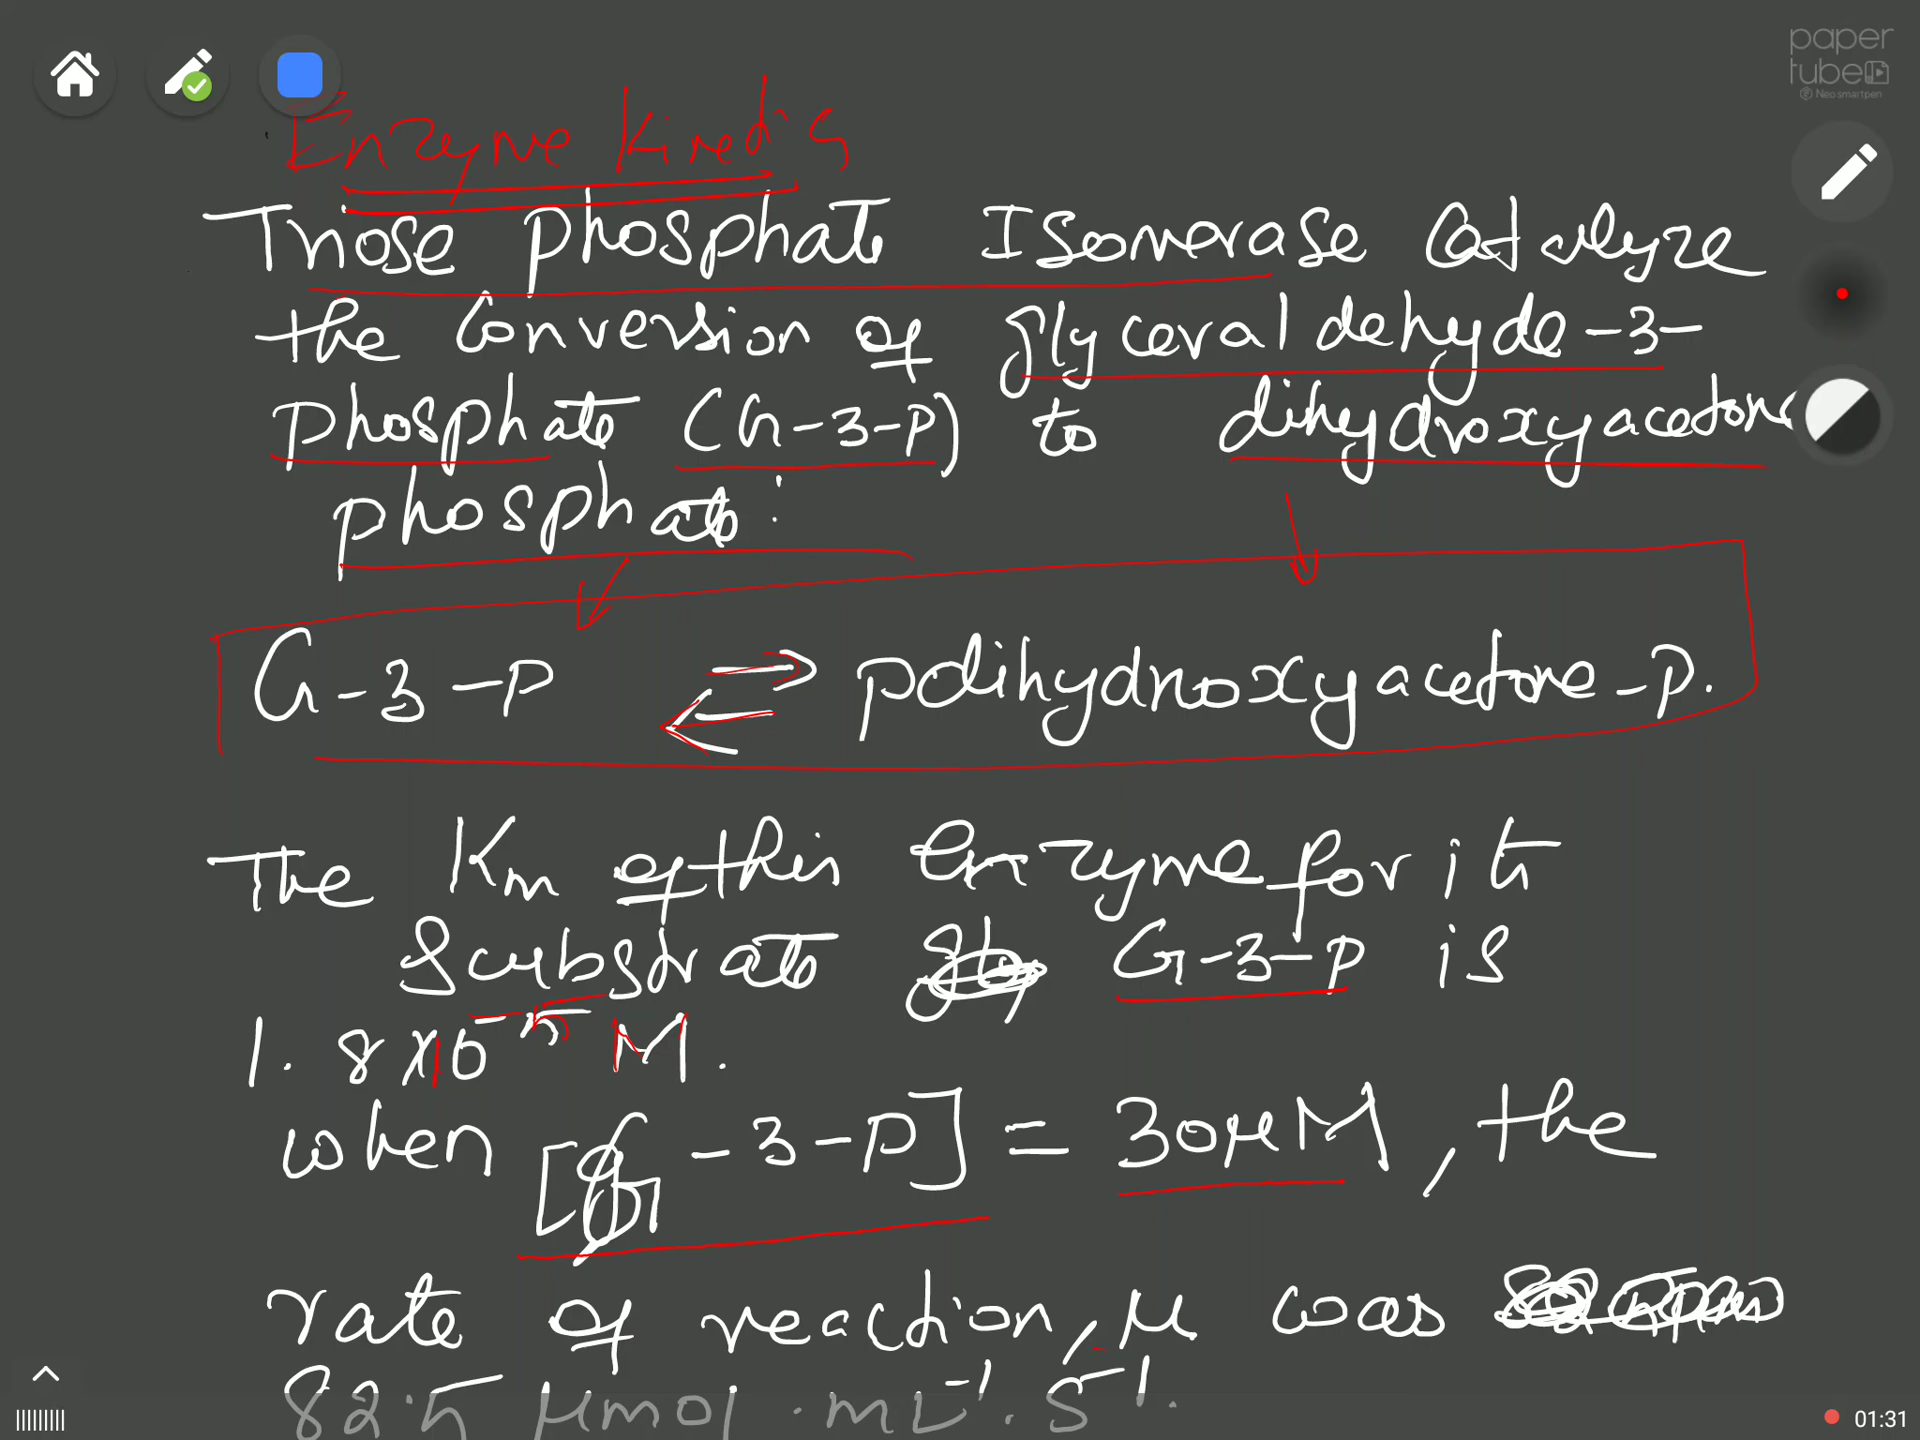 paper
tube
Neo smartpen
Enzyme Kinetics
Triose phosphate Isomerase Catalyze
the Conversion of glyceraldehyde-3-
phosphate (G-3-P) to dihydroxyacetone
phosphate:
G-3-P ⇌ pdihydroxyacetone-P.
The Km of this Enzyme for its
Substrate G-3-P is
1.8x10⁻⁵ M.
when [G-3-P] = 30μM, the
rate of reaction, μ was
82.5 μmol.mL⁻¹.S⁻¹.
01:31